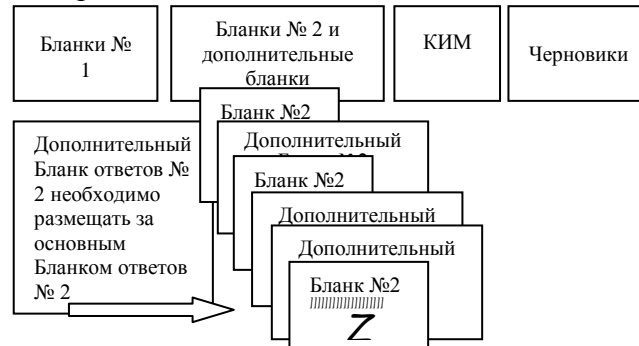 Бланки №
1
Бланки № 2 и
дополнительные
бланки
КИМ
Черновики
Дополнительный
Бланк ответов №
2 необходимо
размещать за
основным
Бланком ответов
№ 2
Бланк №2
Дополнительный
Бланк №2
Дополнительный
Дополнительный
Бланк №2
Z